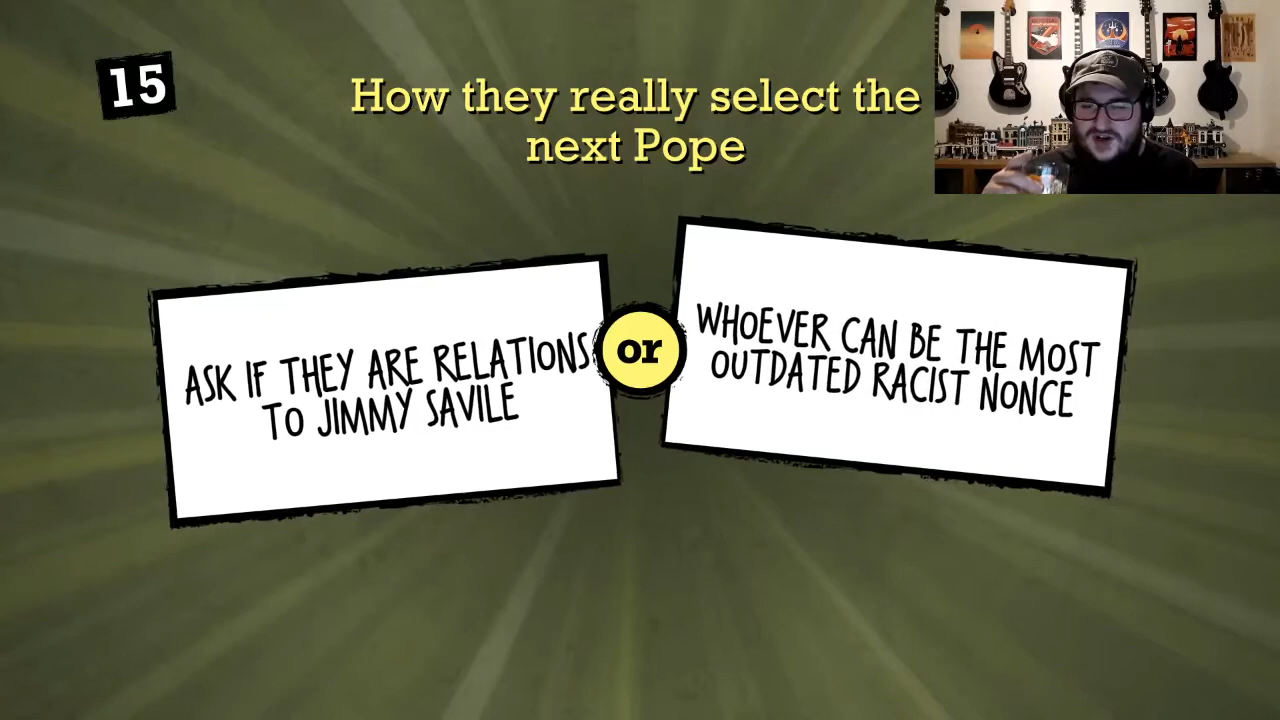 15
How they really select the
next Pope
ASK IF THEY ARE RELATIONS
TO JIMMY SAVILE
or
WHOEVER CAN BE THE MOST
OUTDATED RACIST NONCE